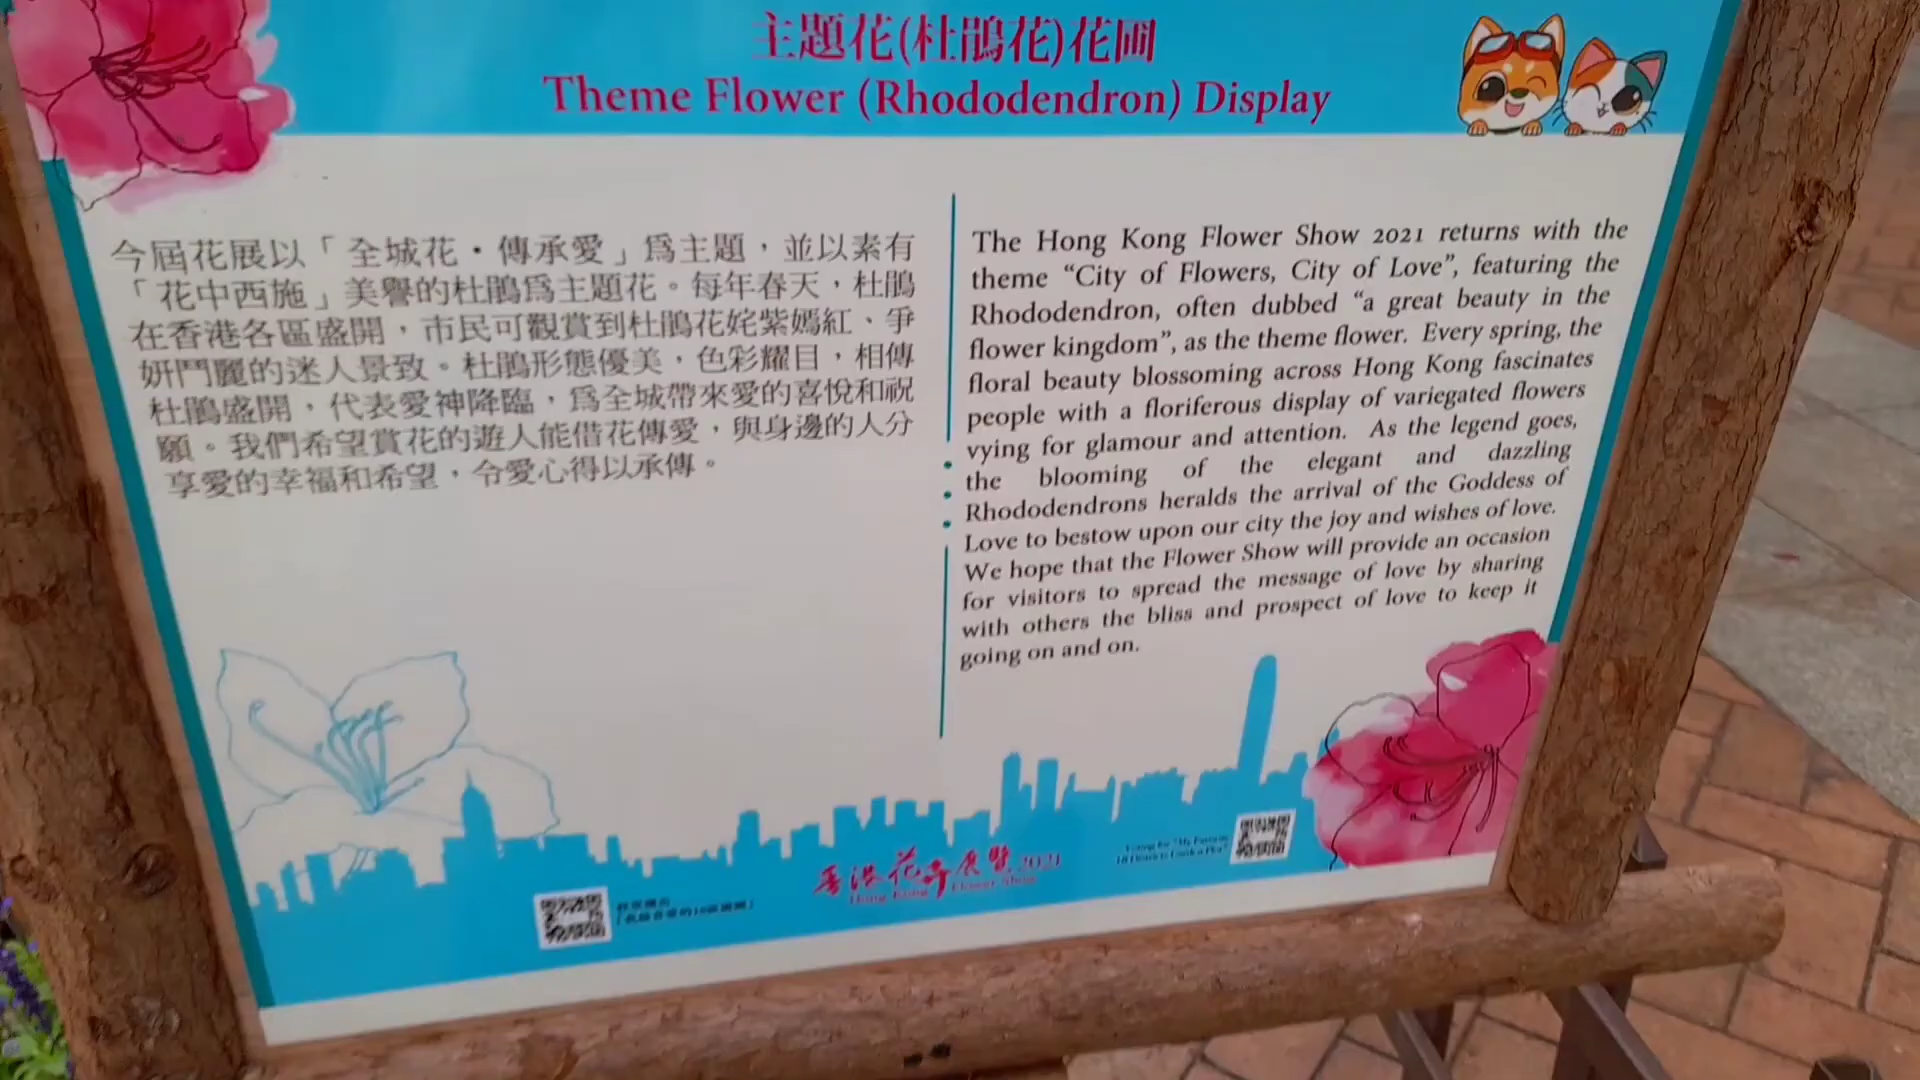 主題花(杜鵑花)花圃
Theme Flower (Rhododendron) Display
今屆花展以「全城花·傳承愛」為主題，並以素有
「花中西施」美譽的杜鵑為主題花。每年春天，杜鵑
在香港各區盛開，市民可觀賞到杜鵑花姹紫嫣紅、爭
妍鬥麗的迷人景致。杜鵑形態優美，色彩耀目，相傳
杜鵑盛開，代表愛神降臨，為全城帶來愛的喜悅和祝
願。我們希望賞花的遊人能借花傳愛，與身邊的人分
享愛的幸福和希望，令愛心得以承傳。
The Hong Kong Flower Show 2021 returns with the
theme “City of Flowers, City of Love”, featuring the
Rhododendron, often dubbed “a great beauty in the
flower kingdom”, as the theme flower. Every spring, the
floral beauty blossoming across Hong Kong fascinates
people with a floriferous display of variegated flowers
vying for glamour and attention. As the legend goes,
the blooming of the elegant and dazzling
Rhododendrons heralds the arrival of the Goddess of
Love to bestow upon our city the joy and wishes of love.
We hope that the Flower Show will provide an occasion
for visitors to spread the message of love by sharing
with others the bliss and prospect of love to keep it
going on and on.
香港花卉展覽 2021
Hong Kong Flower Show